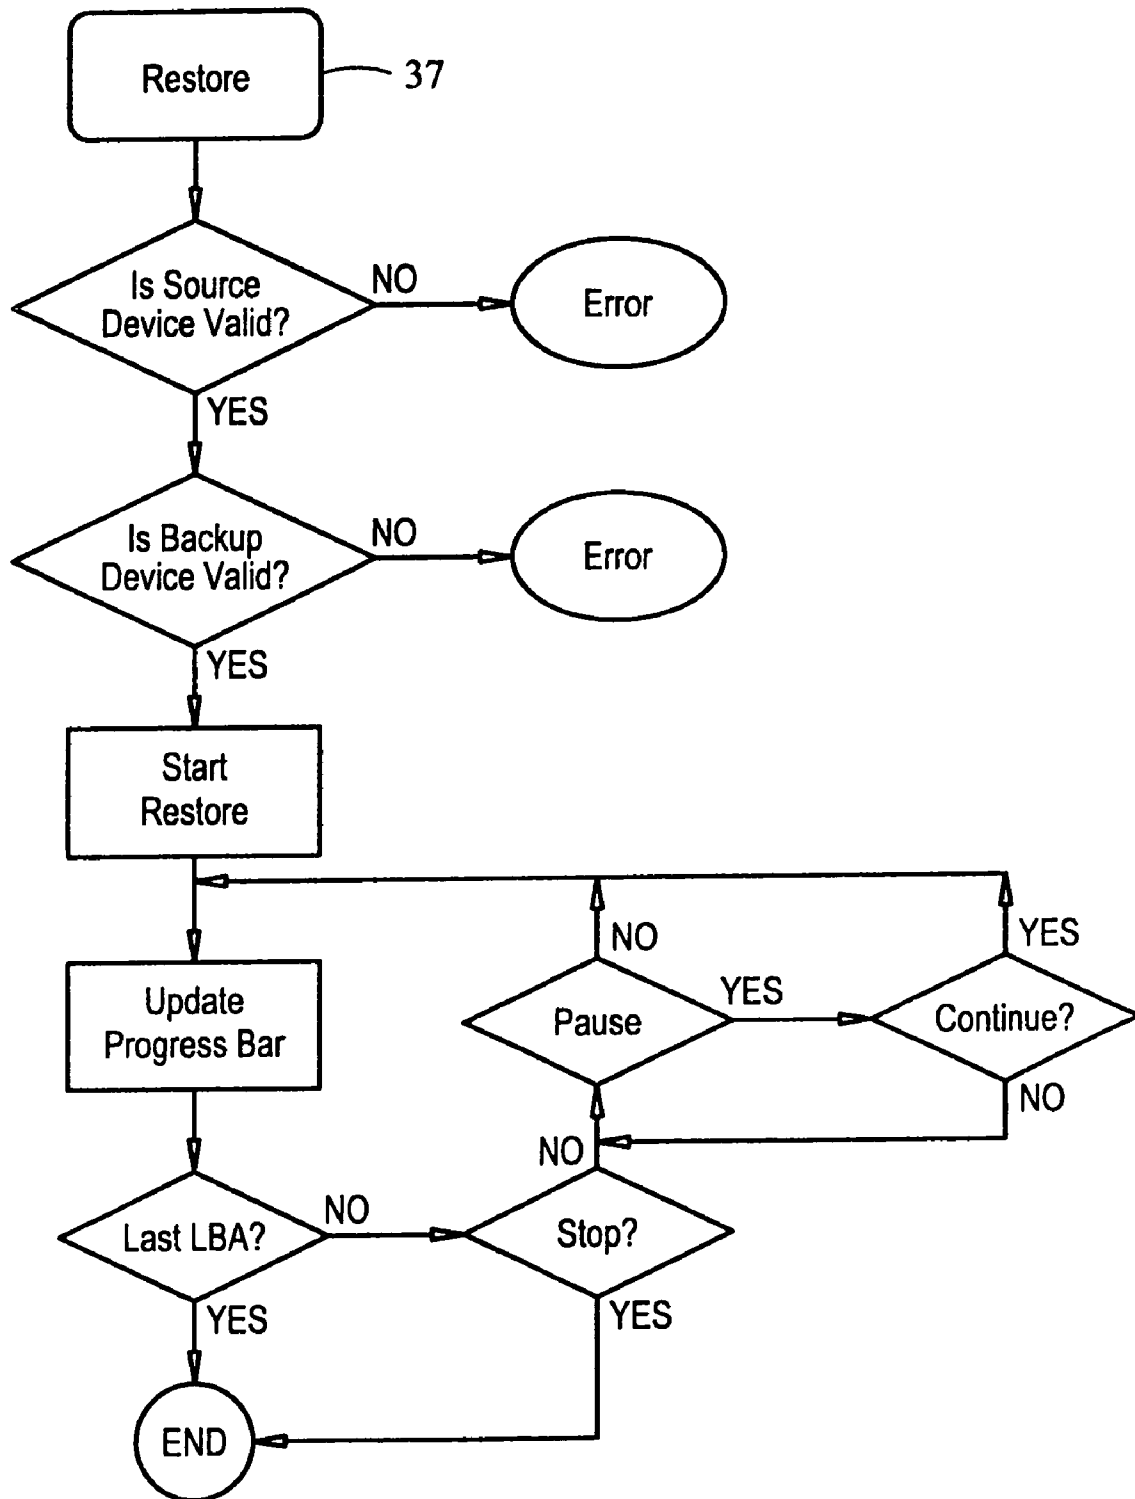 Restore
37
Is Source
Device Valid?
NO
Error
YES
Is Backup
Device Valid?
NO
Error
YES
Start
Restore
NO
YES
Update
Progress Bar
Pause
YES
Continue?
NO
NO
Last LBA?
NO
Stop?
YES
YES
END